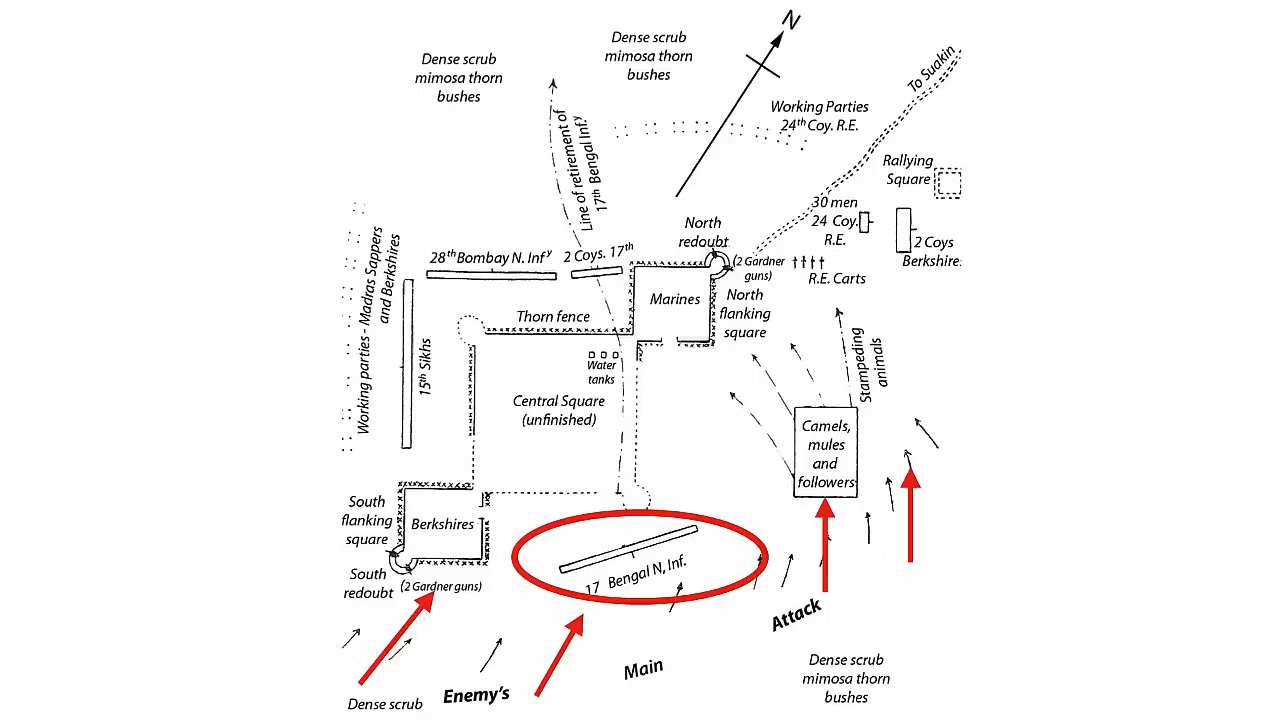 N
Dense scrub
mimosa thorn
bushes
Dense scrub
mimosa thorn
bushes
To Suakin
Working Parties
24th Coy. R.E.
Line of retirement of
17th Bengal Inf.y
Rallying
Square
30 men
24 Coy.
R.E.
2 Coys
Berkshire.
North
redoubt.
(2 Gardner
guns)
R.E. Carts
28th Bombay N. Infy
2 Coys. 17th
Working parties - Madras Sappers
and Berkshires
Marines
North
flanking
square
Thorn fence
15th Sikhs
Water
tanks
Central Square
(unfinished)
Stampeding
animals
Camels,
mules
and
followers
South
flanking
square
Berkshires
South
redoubt
(2 Gardner guns)
17 Bengal N, Inf.
Attack
Main
Enemy's
Dense scrub
Dense scrub
mimosa thorn
bushes